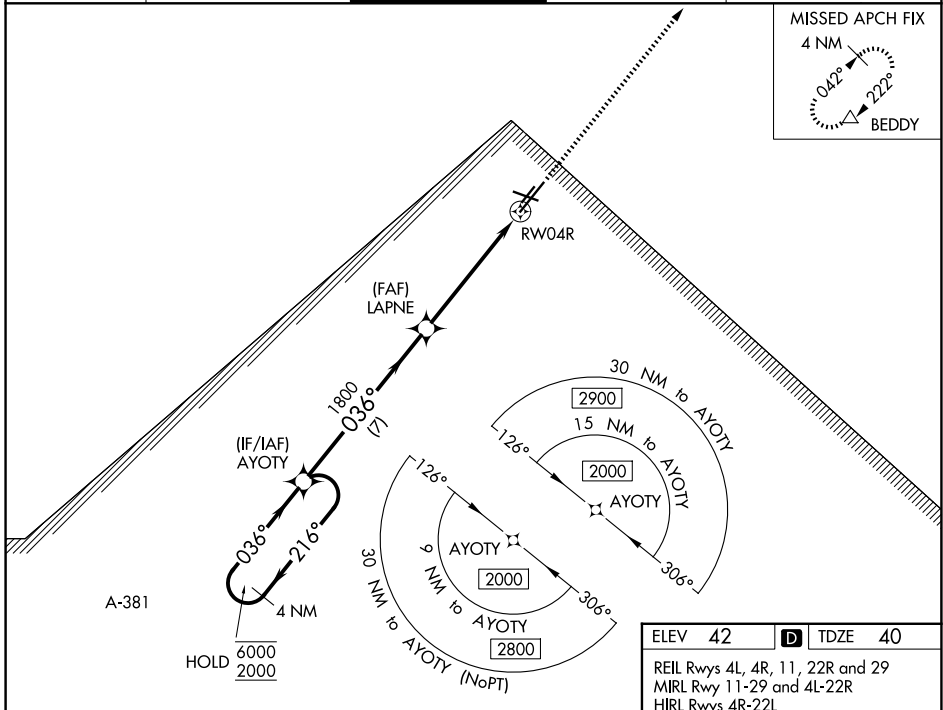 MISSED APCH FIX
4 NM
042°
222°
BEDDY
RW04R
(FAF)
LAPNE
1800
036°
(7)
(IF/IAF)
AYOTY
036°
216°
4 NM
A-381
HOLD
6000
2000
30 NM to AYOTY
2900
15 NM to AYOTY
2000
126°
AYOTY
306°
126°
AYOTY
2000
9 NM to AYOTY
306°
2800
30 NM to AYOTY (NoPT)
ELEV 42
D
TDZE 40
REIL Rwys 4L, 4R, 11, 22R and 29
MIRL Rwy 11-29 and 4L-22R
HIRL Rwys 4R-22L